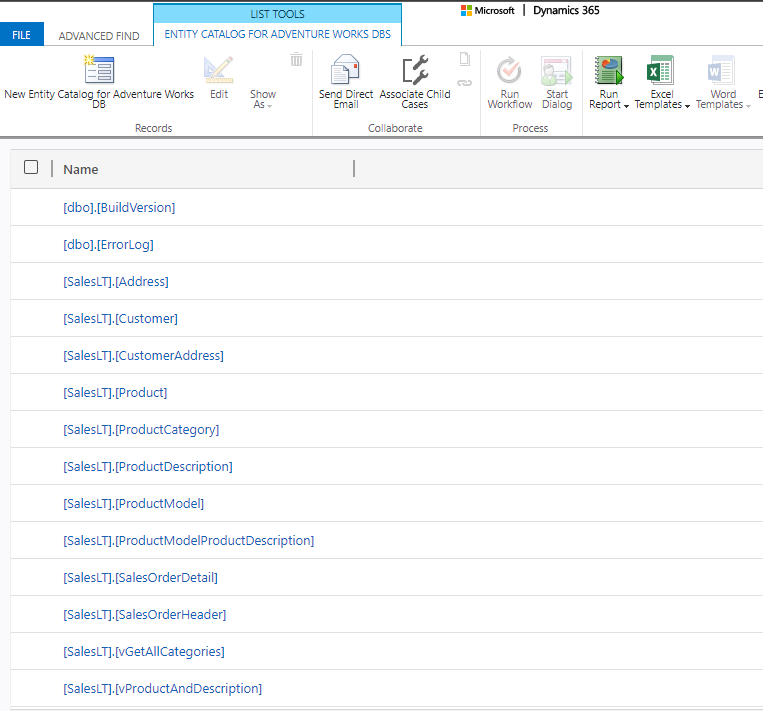 LIST TOOLS
Microsoft | Dynamics 365
FILE
ADVANCED FIND
ENTITY CATALOG FOR ADVENTURE WORKS DBS
New Entity Catalog for Adventure Works
DB
Edit
Show
As
Send Direct
Email
Associate Child
Cases
Run
Workflow
Start
Dialog
Run
Report
Excel
Templates
Word
Templates
E
Records
Collaborate
Process
Name
[dbo].[BuildVersion]
[dbo].[ErrorLog]
[SalesLT].[Address]
[SalesLT].[Customer]
[SalesLT].[CustomerAddress]
[SalesLT].[Product]
[SalesLT].[ProductCategory]
[SalesLT].[ProductDescription]
[SalesLT].[ProductModel]
[SalesLT].[ProductModelProductDescription]
[SalesLT].[SalesOrderDetail]
[SalesLT].[SalesOrderHeader]
[SalesLT].[vGetAllCategories]
[SalesLT].[vProductAndDescription]